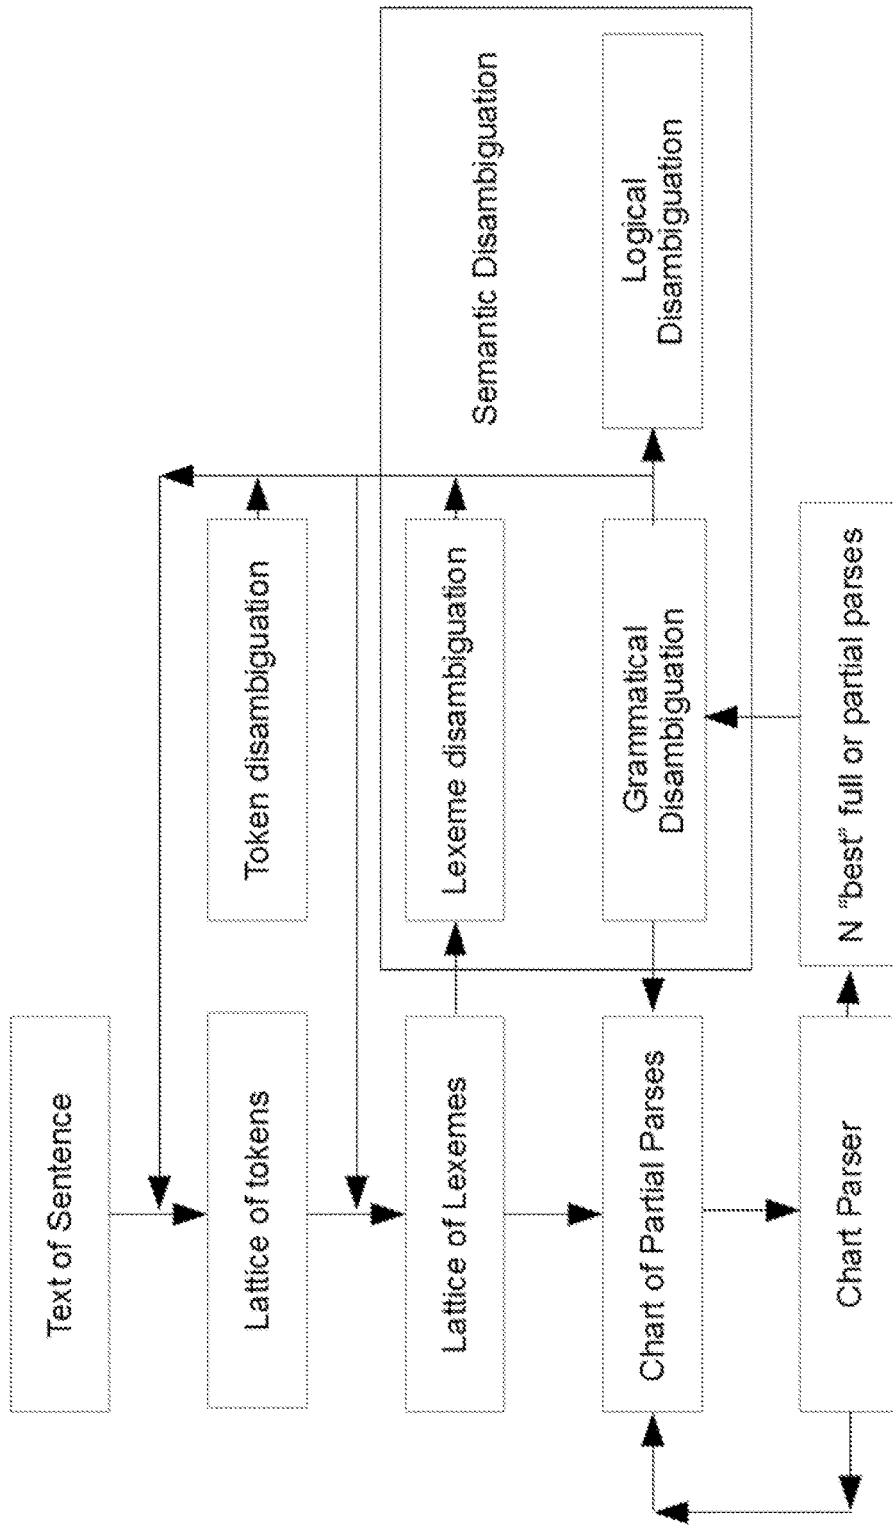 Text of Sentence
Lattice of tokens
Token disambiguation
Lattice of Lexemes
Lexeme disambiguation
Semantic Disambiguation
Chart of Partial Parses
Grammatical
Disambiguation
Logical
Disambiguation
Chart Parser
N “best” full or partial parses